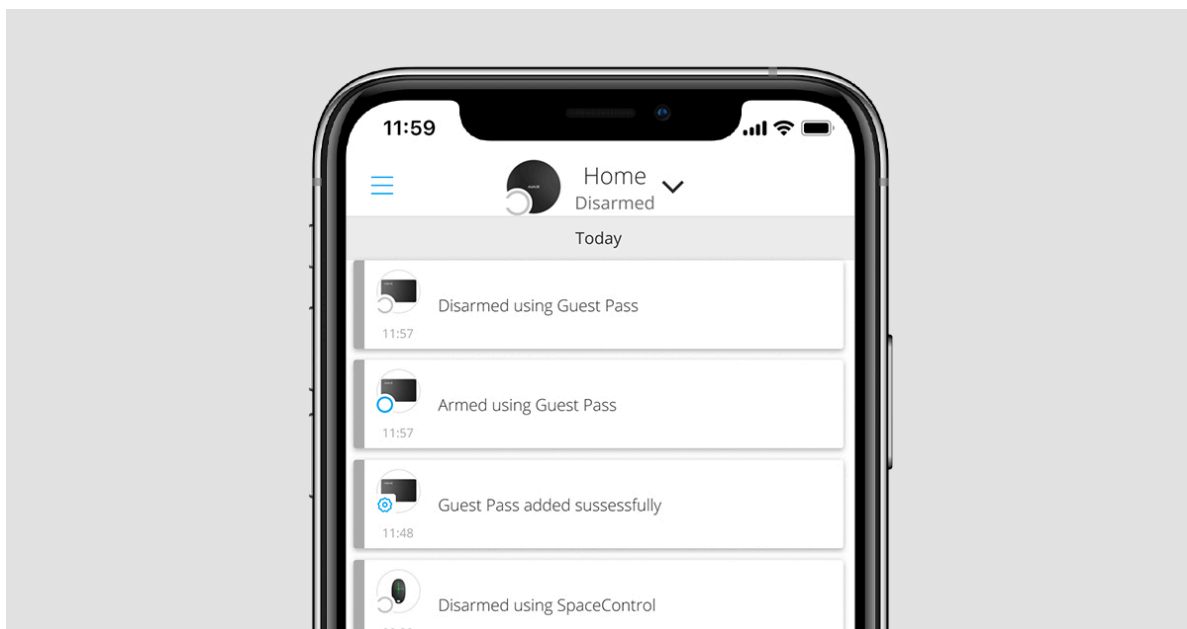 11:59
Home
Disarmed
Today
Disarmed using Guest Pass
11:57
Armed using Guest Pass
11:57
Guest Pass added sussessfully
11:48
Disarmed using SpaceControl